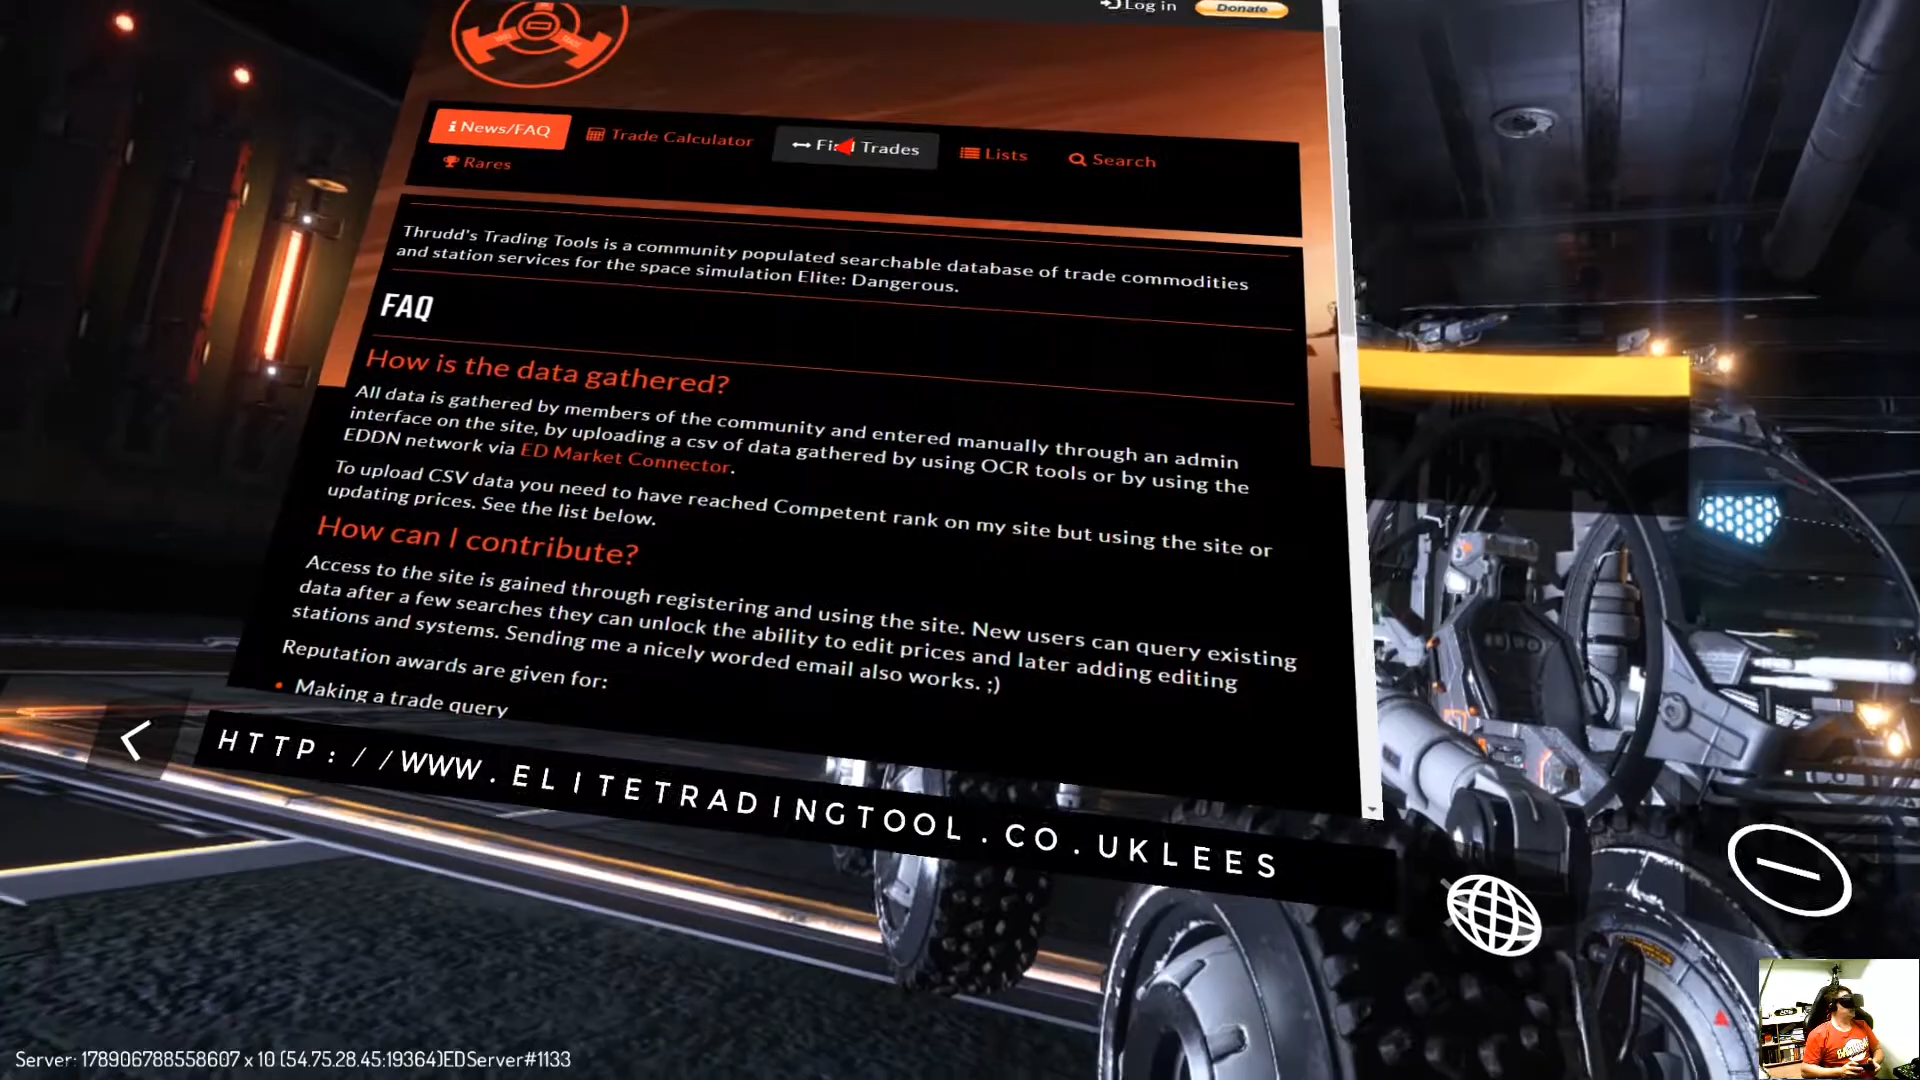 Log in
Donate
News/FAQ
Trade Calculator
Find Trades
Lists
Search
Rares
Thrudd's Trading Tools is a community populated searchable database of trade commodities
and station services for the space simulation Elite: Dangerous.
FAQ
How is the data gathered?
All data is gathered by members of the community and entered manually through an admin
interface on the site, by uploading a csv of data gathered by using OCR tools or by using the
EDDN network via ED Market Connector.
To upload CSV data you need to have reached Competent rank on my site but using the site or
updating prices. See the list below.
How can I contribute?
Access to the site is gained through registering and using the site. New users can query existing
data after a few searches they can unlock the ability to edit prices and later adding editing
stations and systems. Sending me a nicely worded email also works. ;)
Reputation awards are given for:
Making a trade query
HTTP://WWW.ELITETRADINGTOOL.CO.UKLEES
Server: 178906788558607 x 10 (54.75.28.45:19364)EDServer#1133